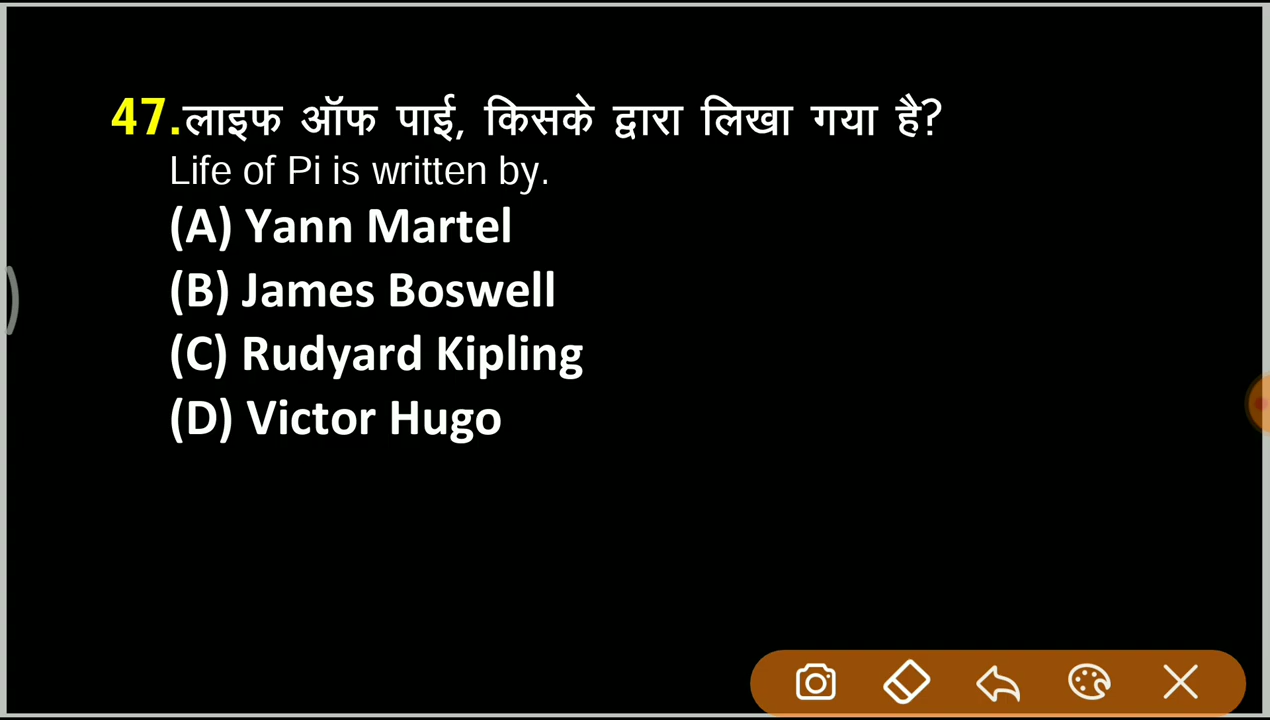 47.लाइफ ऑफ पाई, किसके द्वारा लिखा गया है?
Life of Pi is written by.
(A) Yann Martel
(B) James Boswell
(C) Rudyard Kipling
(D) Victor Hugo